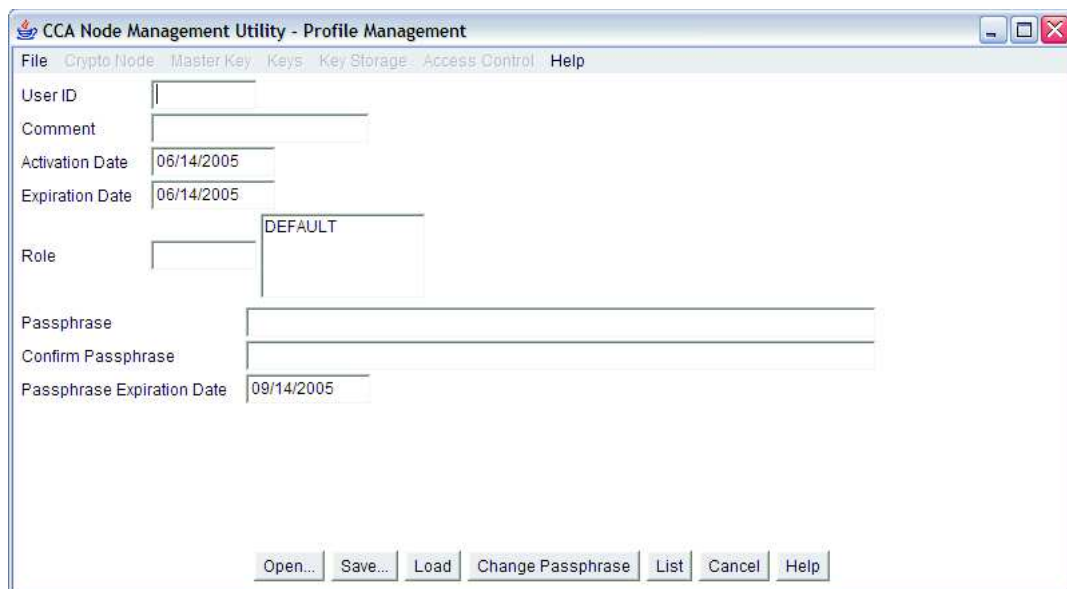 CCA Node Management Utility - Profile Management
File Crypto Node Master Key Keys Key Storage Access Control Help
User ID
Comment
Activation Date 06/14/2005
Expiration Date 06/14/2005
DEFAULT
Role
Passphrase
Confirm Passphrase
Passphrase Expiration Date 09/14/2005
Open... Save... Load Change Passphrase List Cancel Help